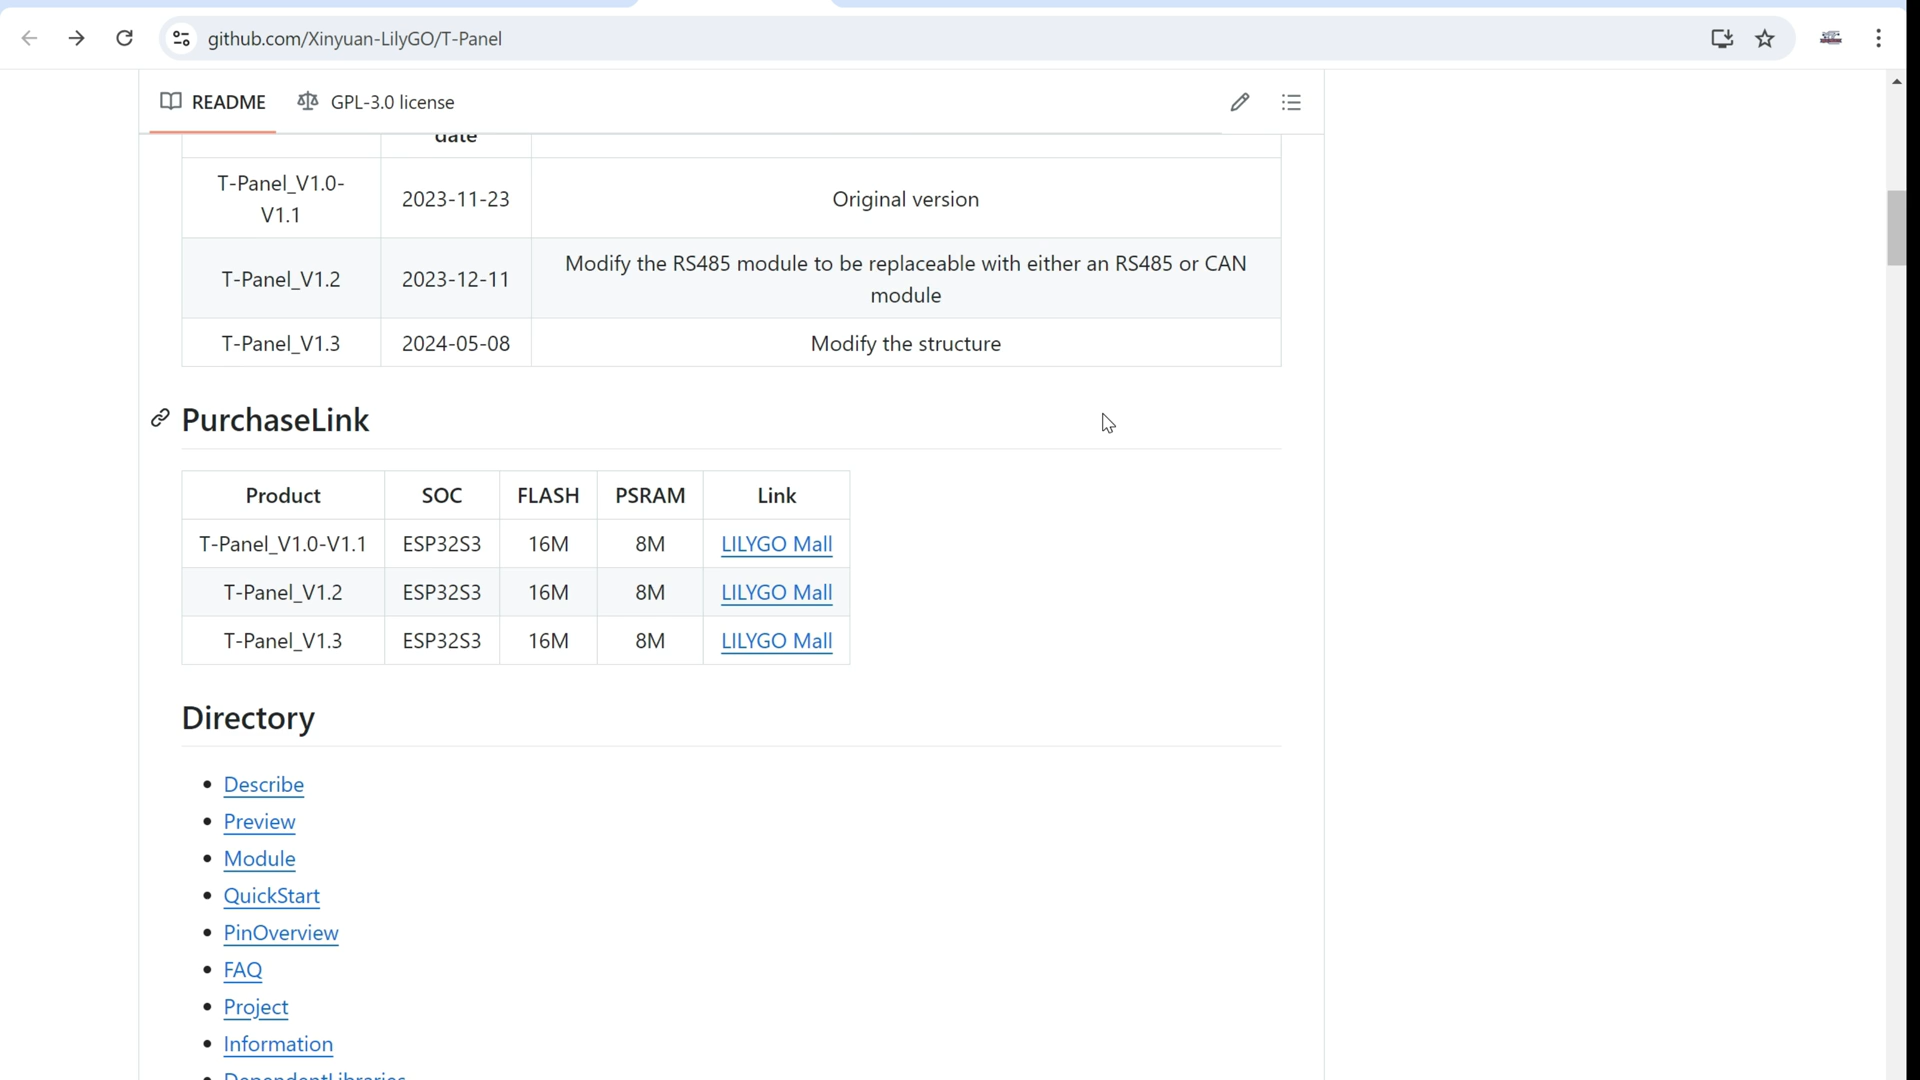 github.com/Xinyuan-LilyGO/T-Panel
README GPL-3.0 license
date
T-Panel_V1.0-
V1.1
2023-11-23
Original version
T-Panel_V1.2
2023-12-11
Modify the RS485 module to be replaceable with either an RS485 or CAN
module
T-Panel_V1.3
2024-05-08
Modify the structure
PurchaseLink
Product SOC FLASH PSRAM Link
T-Panel_V1.0-V1.1 ESP32S3 16M 8M LILYGO Mall
T-Panel_V1.2 ESP32S3 16M 8M LILYGO Mall
T-Panel_V1.3 ESP32S3 16M 8M LILYGO Mall
Directory
Describe
Preview
Module
QuickStart
PinOverview
FAQ
Project
Information
DependentLibraries